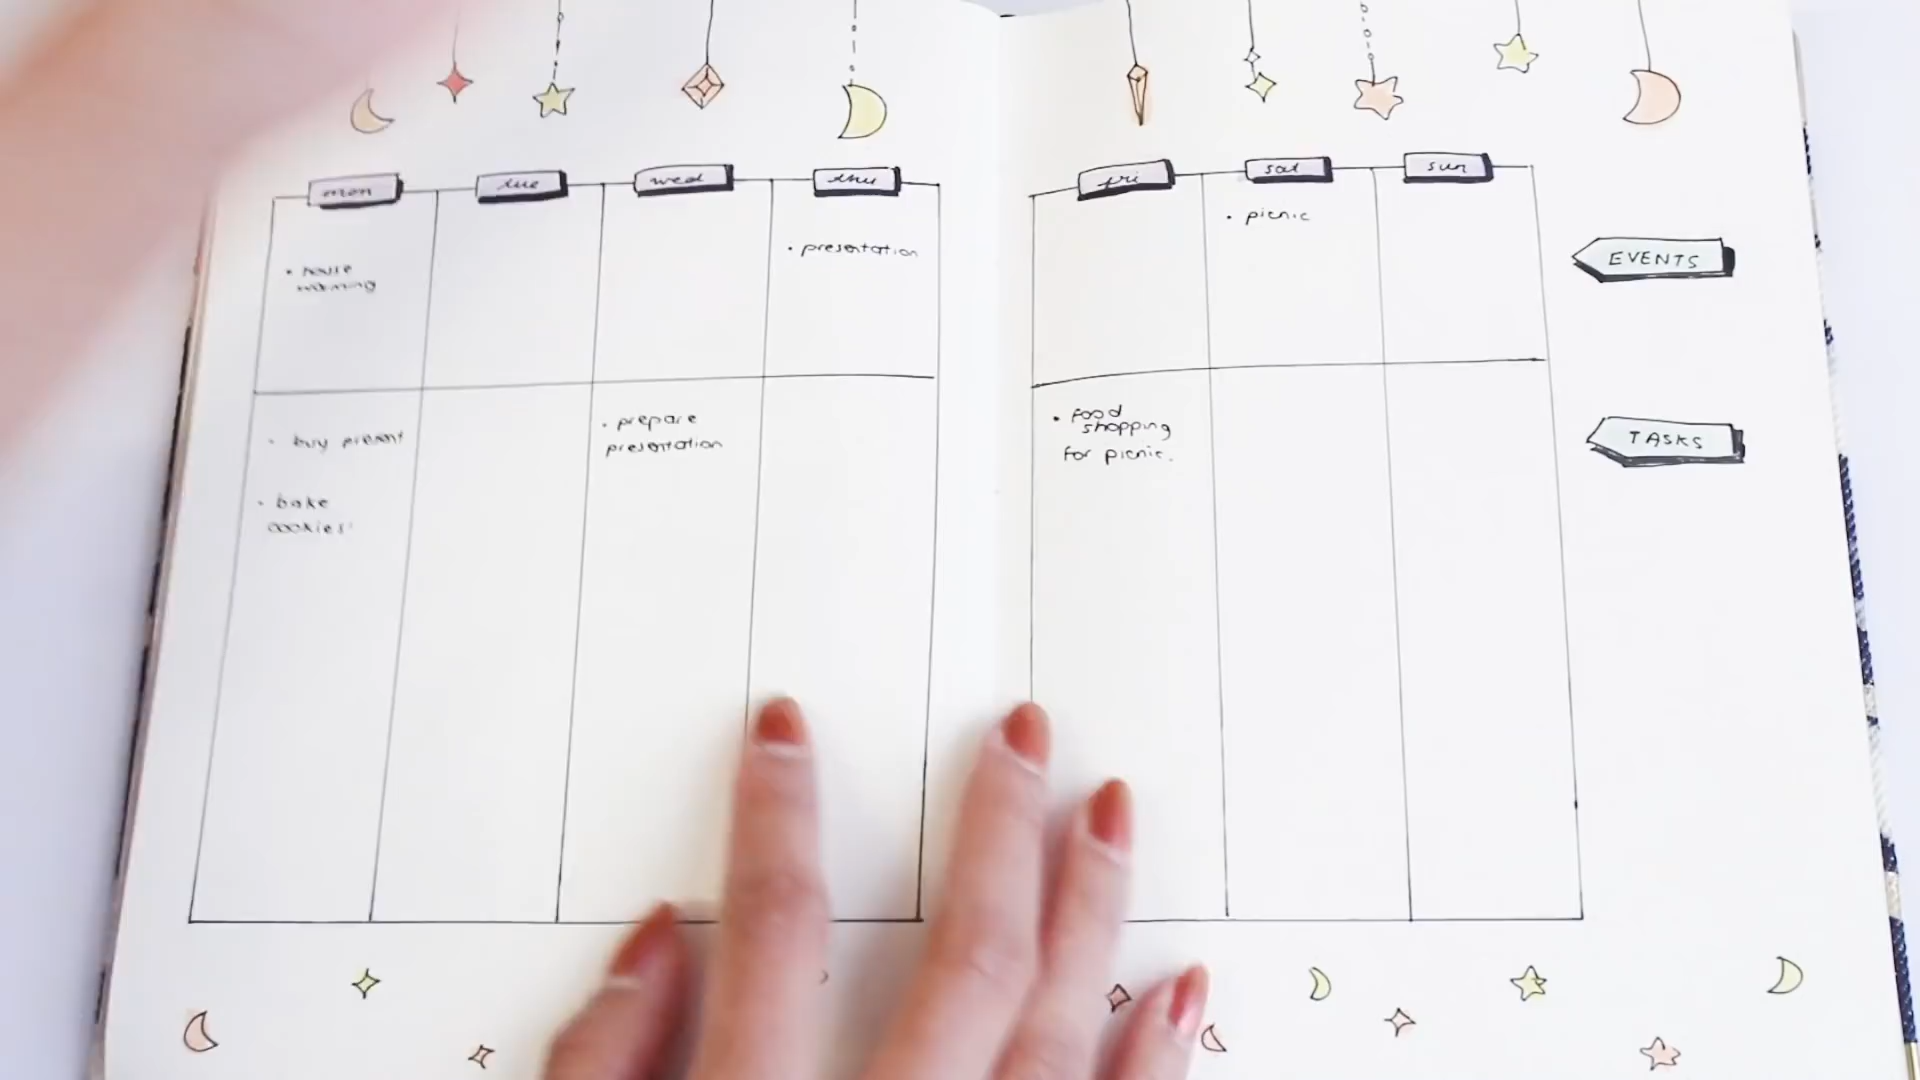 mon
tue
wed
thu
fri
sat
sun
• house
warming
• presentation
• picnic
EVENTS
• buy present
• bake
cookies
• prepare
presentation
• food
shopping
for picnic.
TASKS